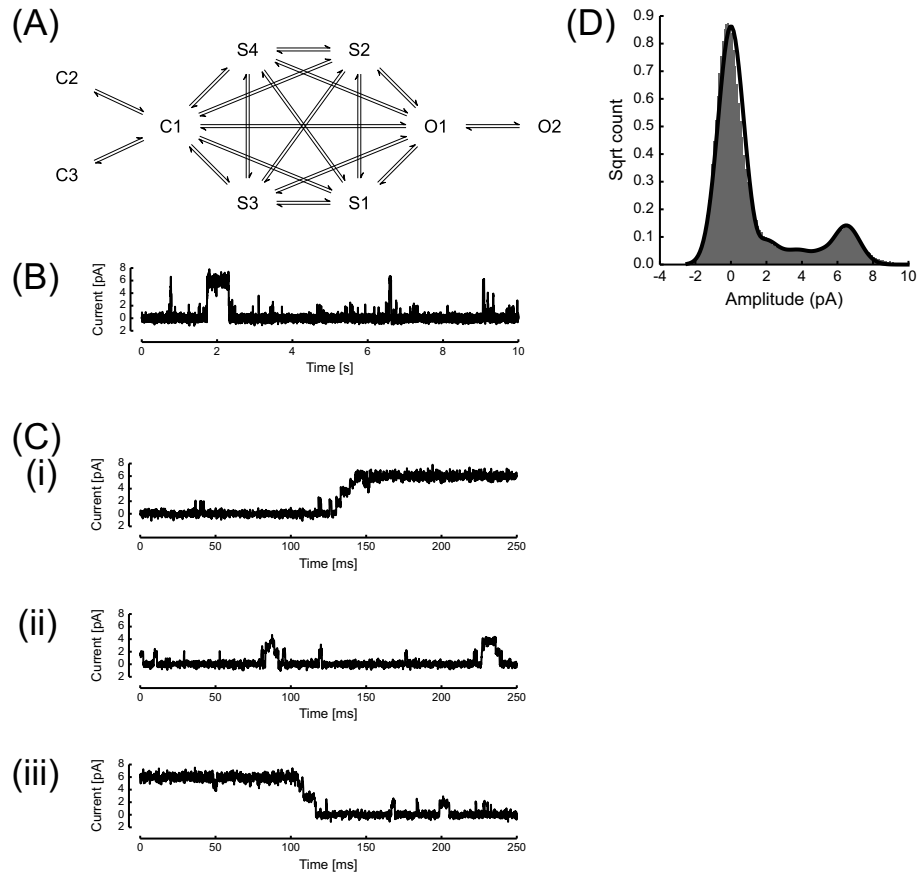 (A)
S4 S2
C2
C1 O1 O2
C3
S3 S1
(D)
Sqrt count
0.9
0.8
0.7
0.6
0.5
0.4
0.3
0.2
0.1
0.0
-4 -2 0 2 4 6 8 10
Amplitude (pA)
(B)
Current [pA]
8
6
4
2
0
2
0 2 4 6 8 10
Time [s]
(C)
(i)
Current [pA]
8
6
4
2
0
2
0 50 100 150 200 250
Time [ms]
(ii)
Current [pA]
8
6
4
2
0
2
0 50 100 150 200 250
Time [ms]
(iii)
Current [pA]
8
6
4
2
0
2
0 50 100 150 200 250
Time [ms]